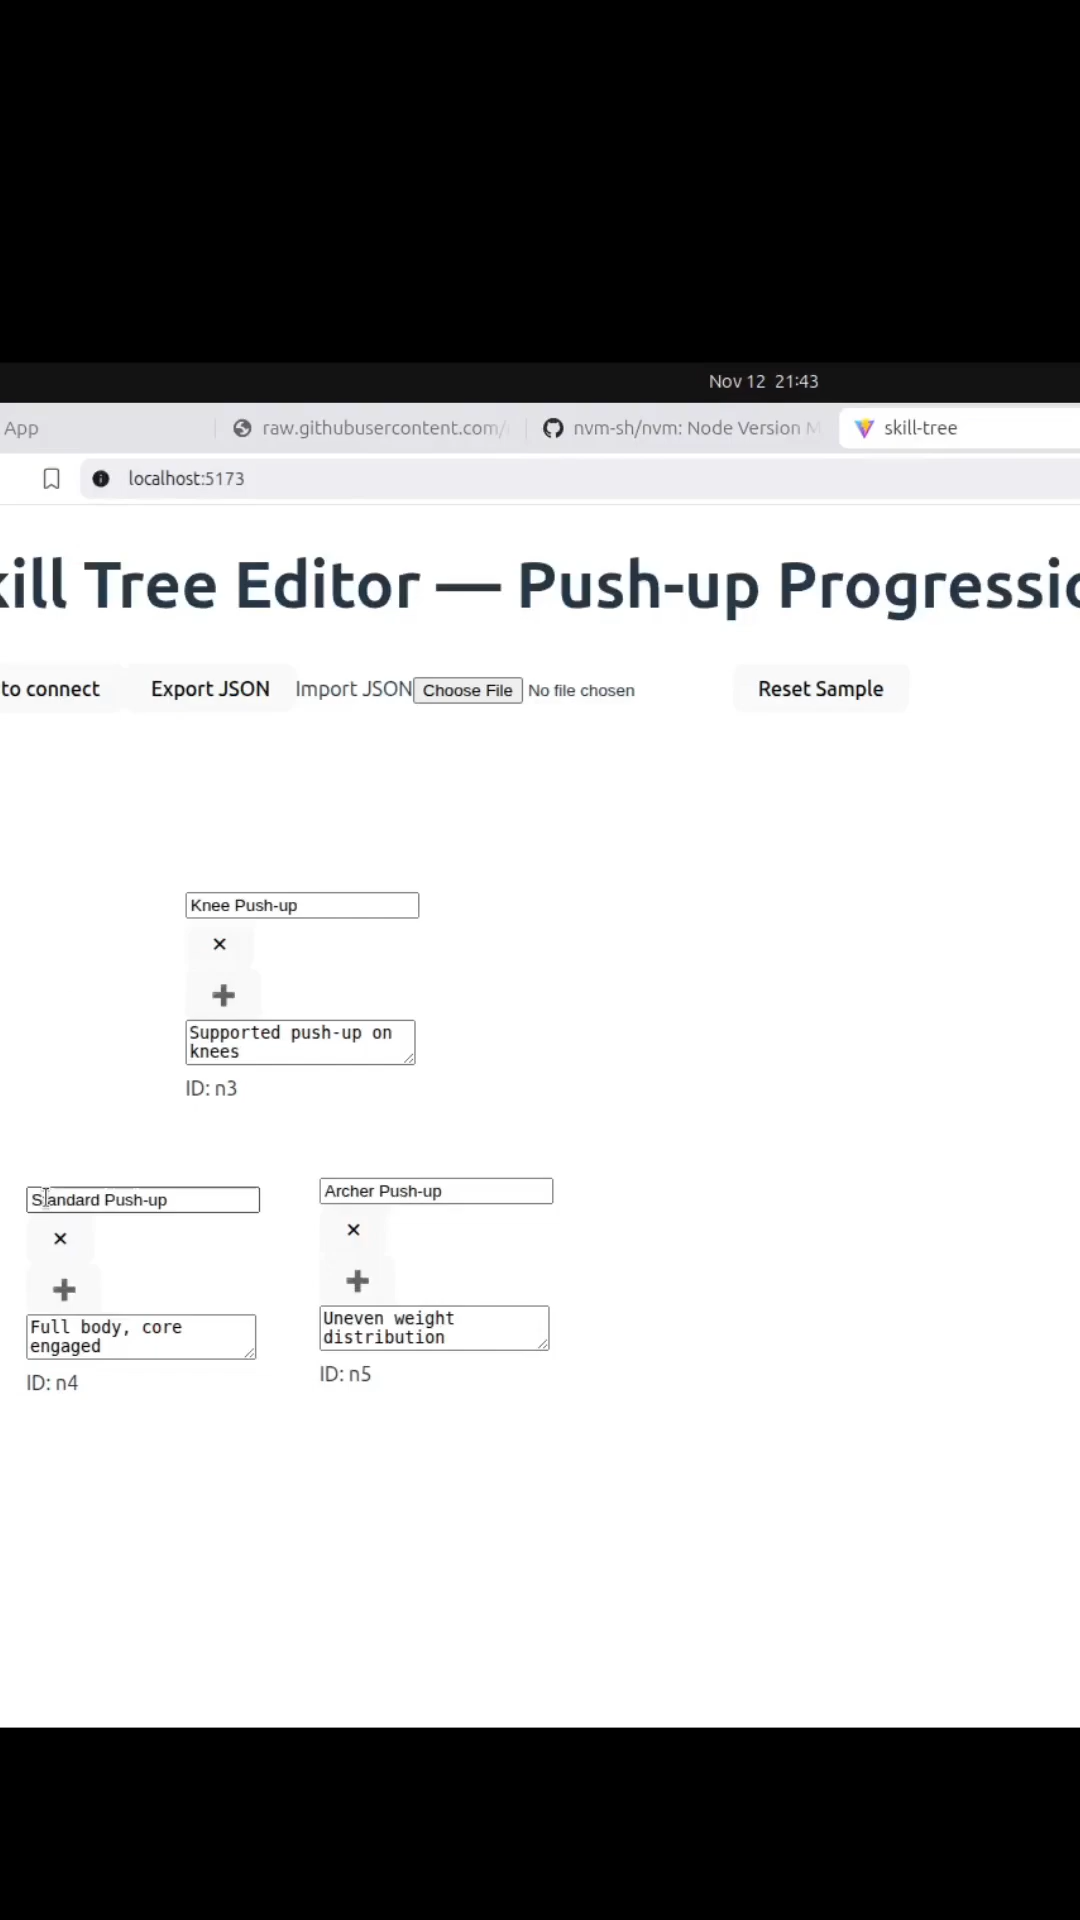 Nov 12 21:43
App
raw.githubusercontent.com/
nvm-sh/nvm: Node Version M
skill-tree
localhost:5173
kill Tree Editor — Push-up Progressio
to connect
Export JSON
Import JSON
Choose File
No file chosen
Reset Sample
Knee Push-up
×
+
Supported push-up on
knees
ID: n3
Standard Push-up
×
+
Full body, core
engaged
ID: n4
Archer Push-up
×
+
Uneven weight
distribution
ID: n5